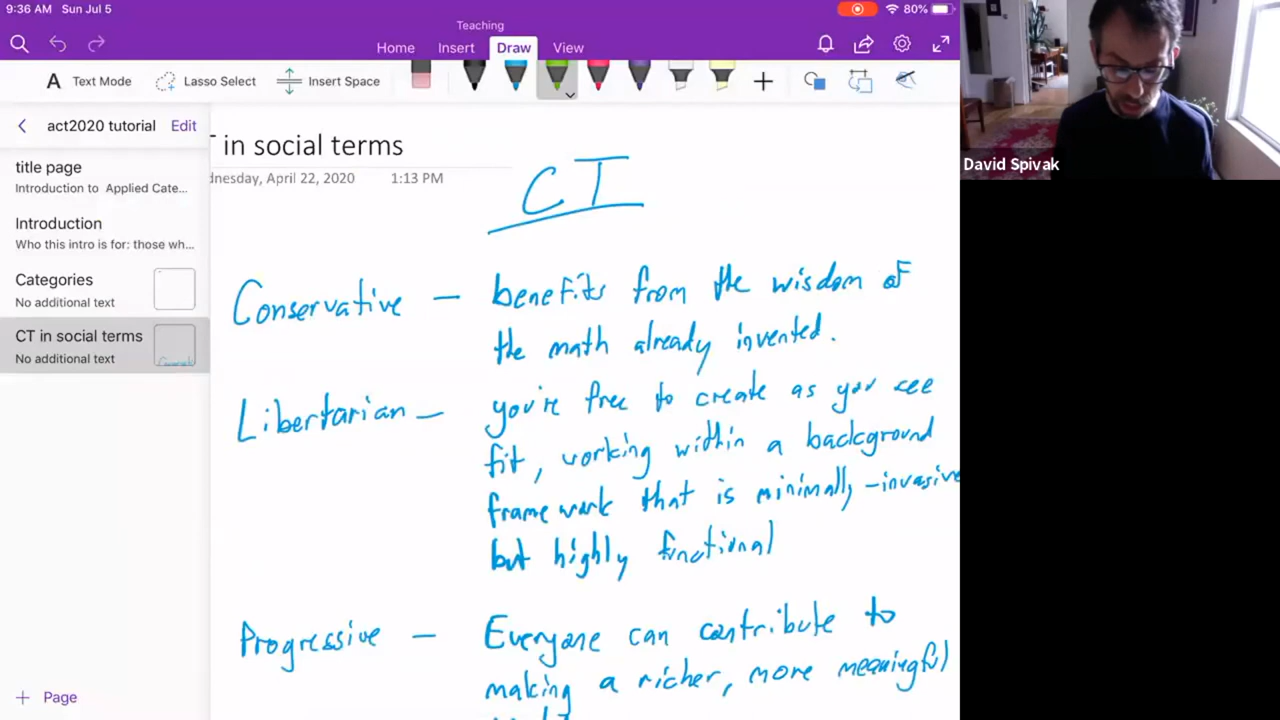 9:36 AM Sun Jul 5
80%
Teaching
Home Insert Draw View
Text Mode Lasso Select Insert Space
act2020 tutorial Edit
title page
Introduction to Applied Cate...
Introduction
Who this intro is for: those wh...
Categories
No additional text
CT in social terms
No additional text
+ Page
in social terms
dnesday, April 22, 2020 1:13 PM
CT
Conservative – benefits from the wisdom of
the math already invented.
Libertarian – you're free to create as you see
fit, working within a background
framework that is minimally-invasive
but highly functional
Progressive – Everyone can contribute to
making a richer, more meaningful
David Spivak